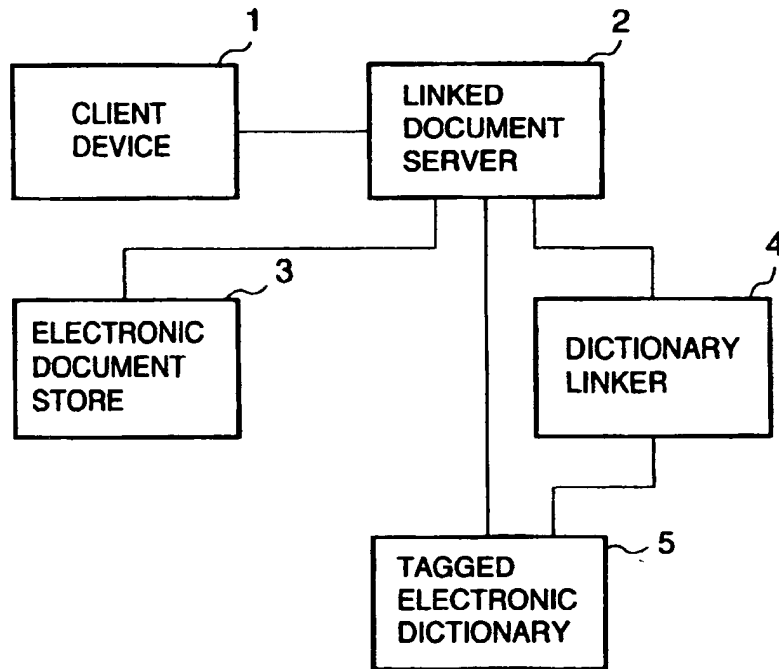 1
CLIENT
DEVICE
2
LINKED
DOCUMENT
SERVER
3
ELECTRONIC
DOCUMENT
STORE
4
DICTIONARY
LINKER
5
TAGGED
ELECTRONIC
DICTIONARY